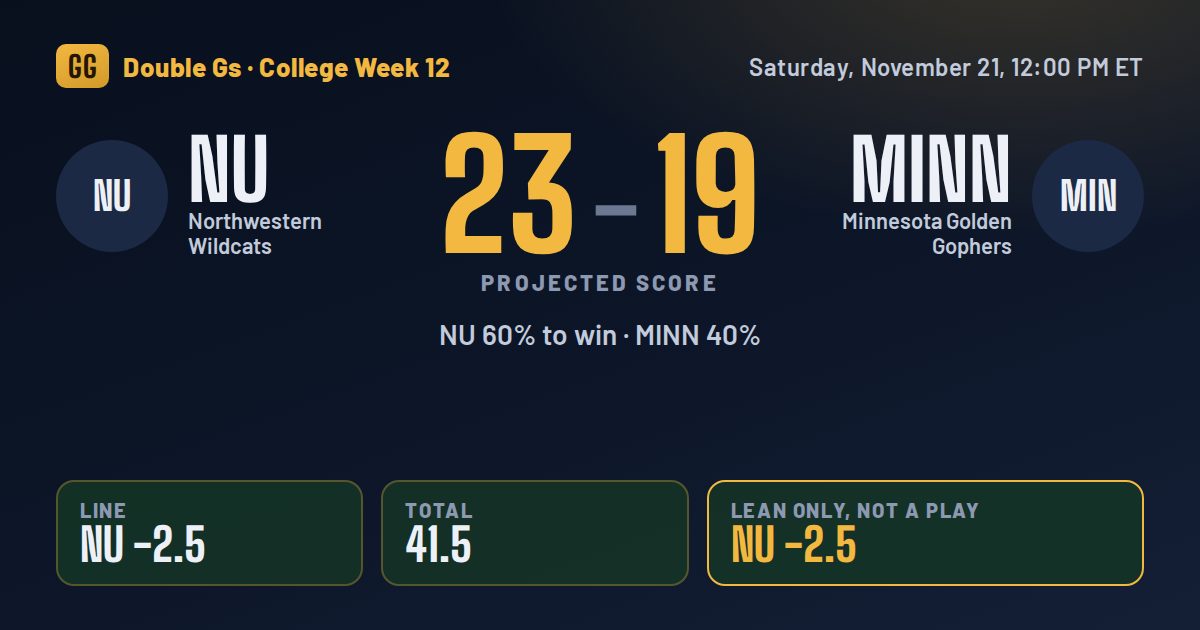 GG
Double Gs · College Week 12
Saturday, November 21, 12:00 PM ET
NU
NU
Northwestern
Wildcats
23 – 19
PROJECTED SCORE
NU 60% to win · MINN 40%
MINN
Minnesota Golden
Gophers
MIN
LINE
NU −2.5
TOTAL
41.5
LEAN ONLY, NOT A PLAY
NU −2.5